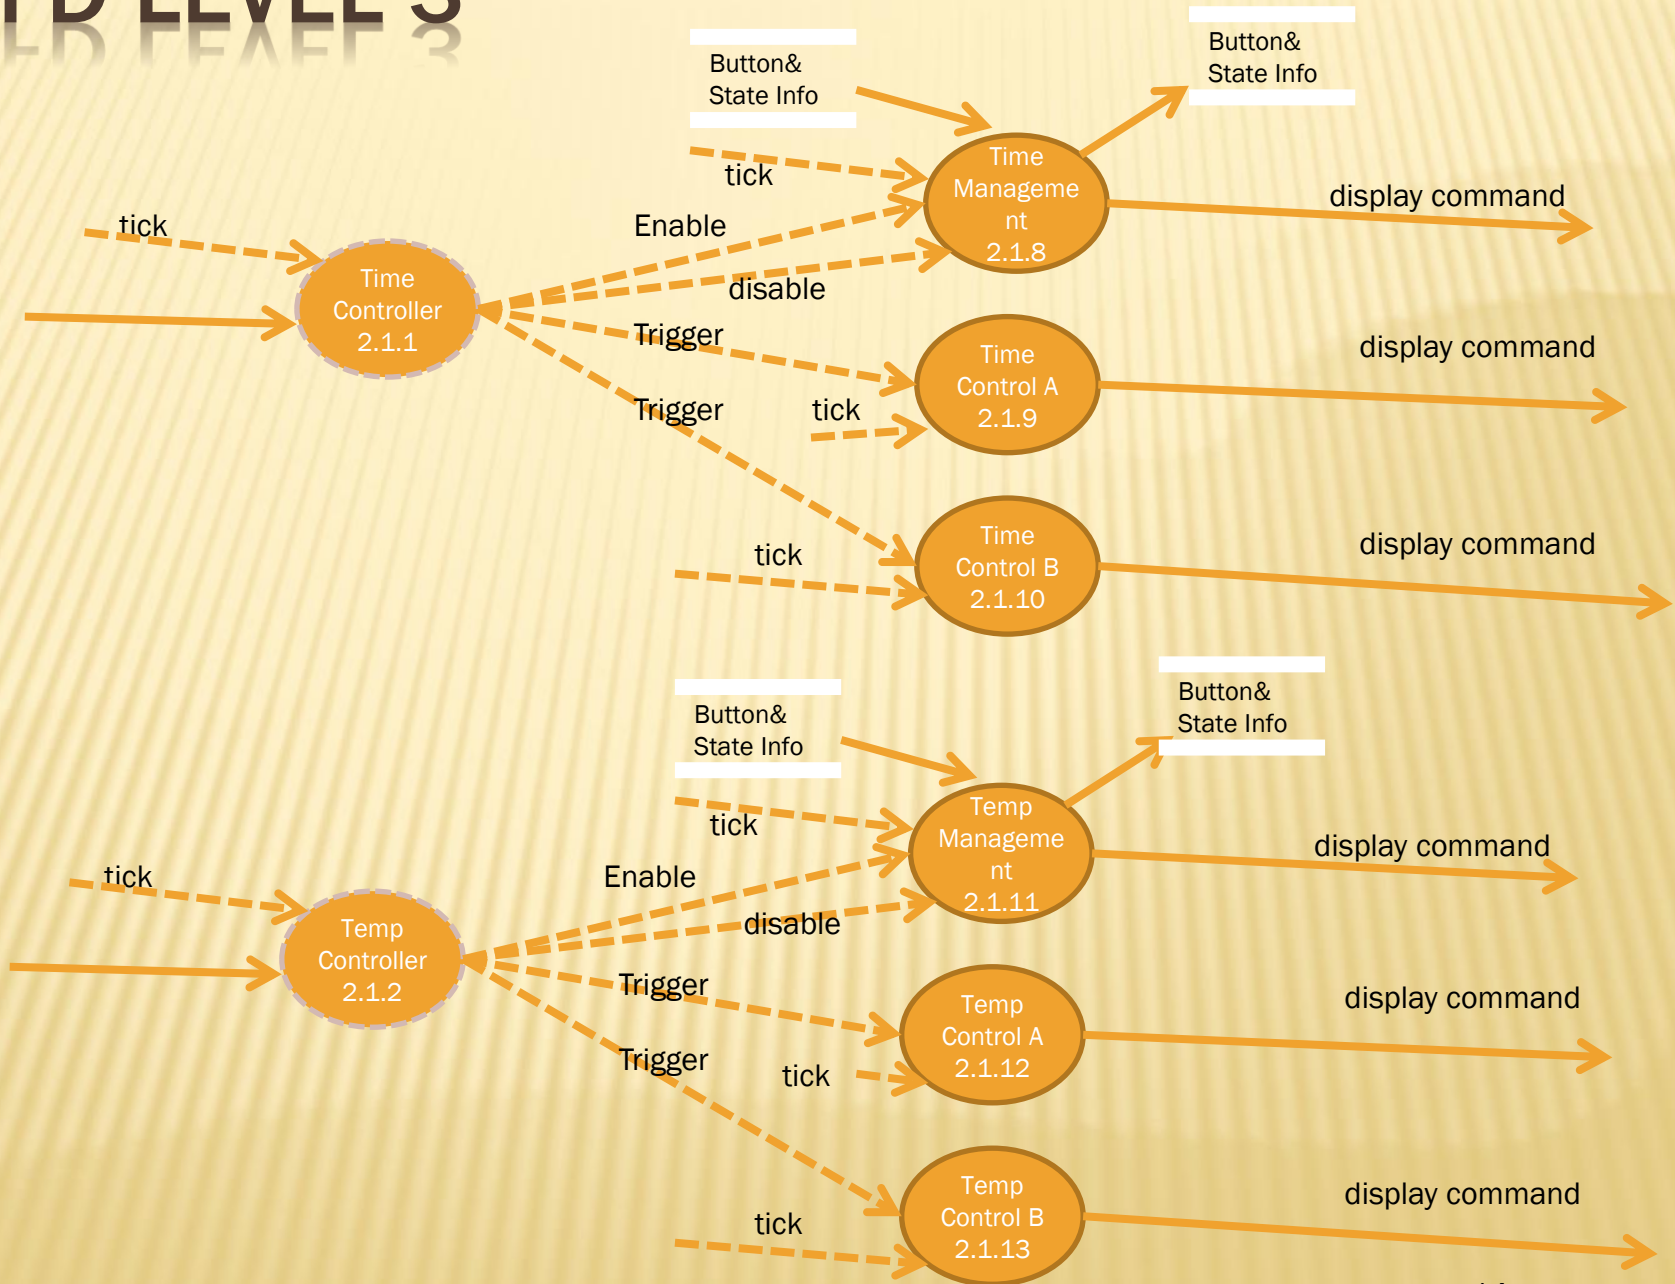 D LEVEL 3
Button&
State Info
Button&
State Info
tick
Time
Manageme
nt
2.1.8
display command
tick
Enable
disable
Time
Controller
2.1.1
Trigger
Time
Control A
2.1.9
display command
Trigger
tick
tick
Time
Control B
2.1.10
display command
Button&
State Info
Button&
State Info
tick
Temp
Manageme
nt
2.1.11
display command
tick
Enable
disable
Temp
Controller
2.1.2
Trigger
Temp
Control A
2.1.12
display command
Trigger
tick
tick
Temp
Control B
2.1.13
display command